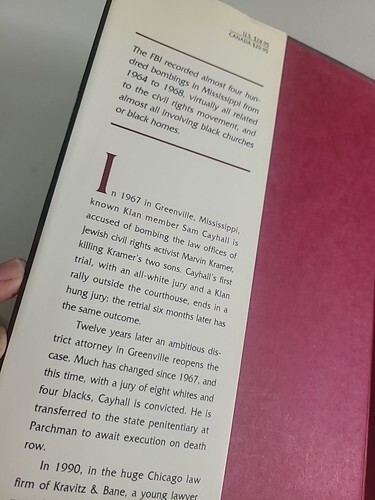 U.S. $24.95
CANADA $29.95
The FBI recorded almost four hun-
dred bombings in Mississippi from
1964 to 1968, virtually all related
to the civil rights movement, and
almost all involving black churches
or black homes.
In 1967 in Greenville, Mississippi,
known Klan member Sam Cayhall is
accused of bombing the law offices of
Jewish civil rights activist Marvin Kramer,
killing Kramer's two sons. Cayhall's first
trial, with an all-white jury and a Klan
rally outside the courthouse, ends in a
hung jury; the retrial six months later has
the same outcome.
Twelve years later an ambitious dis-
trict attorney in Greenville reopens the
case. Much has changed since 1967, and
this time, with a jury of eight whites and
four blacks, Cayhall is convicted. He is
transferred to the state penitentiary at
Parchman to await execution on death
row.
In 1990, in the huge Chicago law
firm of Kravitz & Bane, a young lawyer